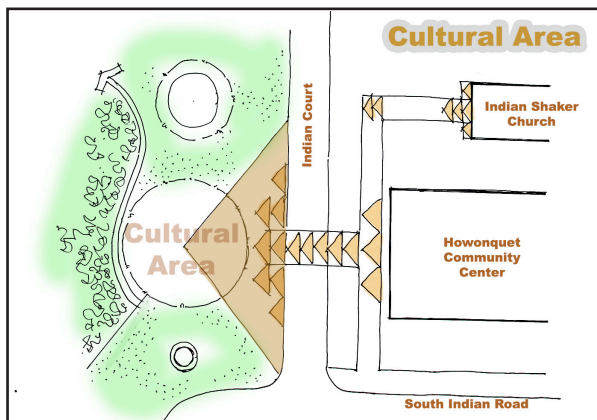 Cultural Area
Indian Court
Indian Shaker
Church
Cultural
Area
Howonquet
Community
Center
South Indian Road